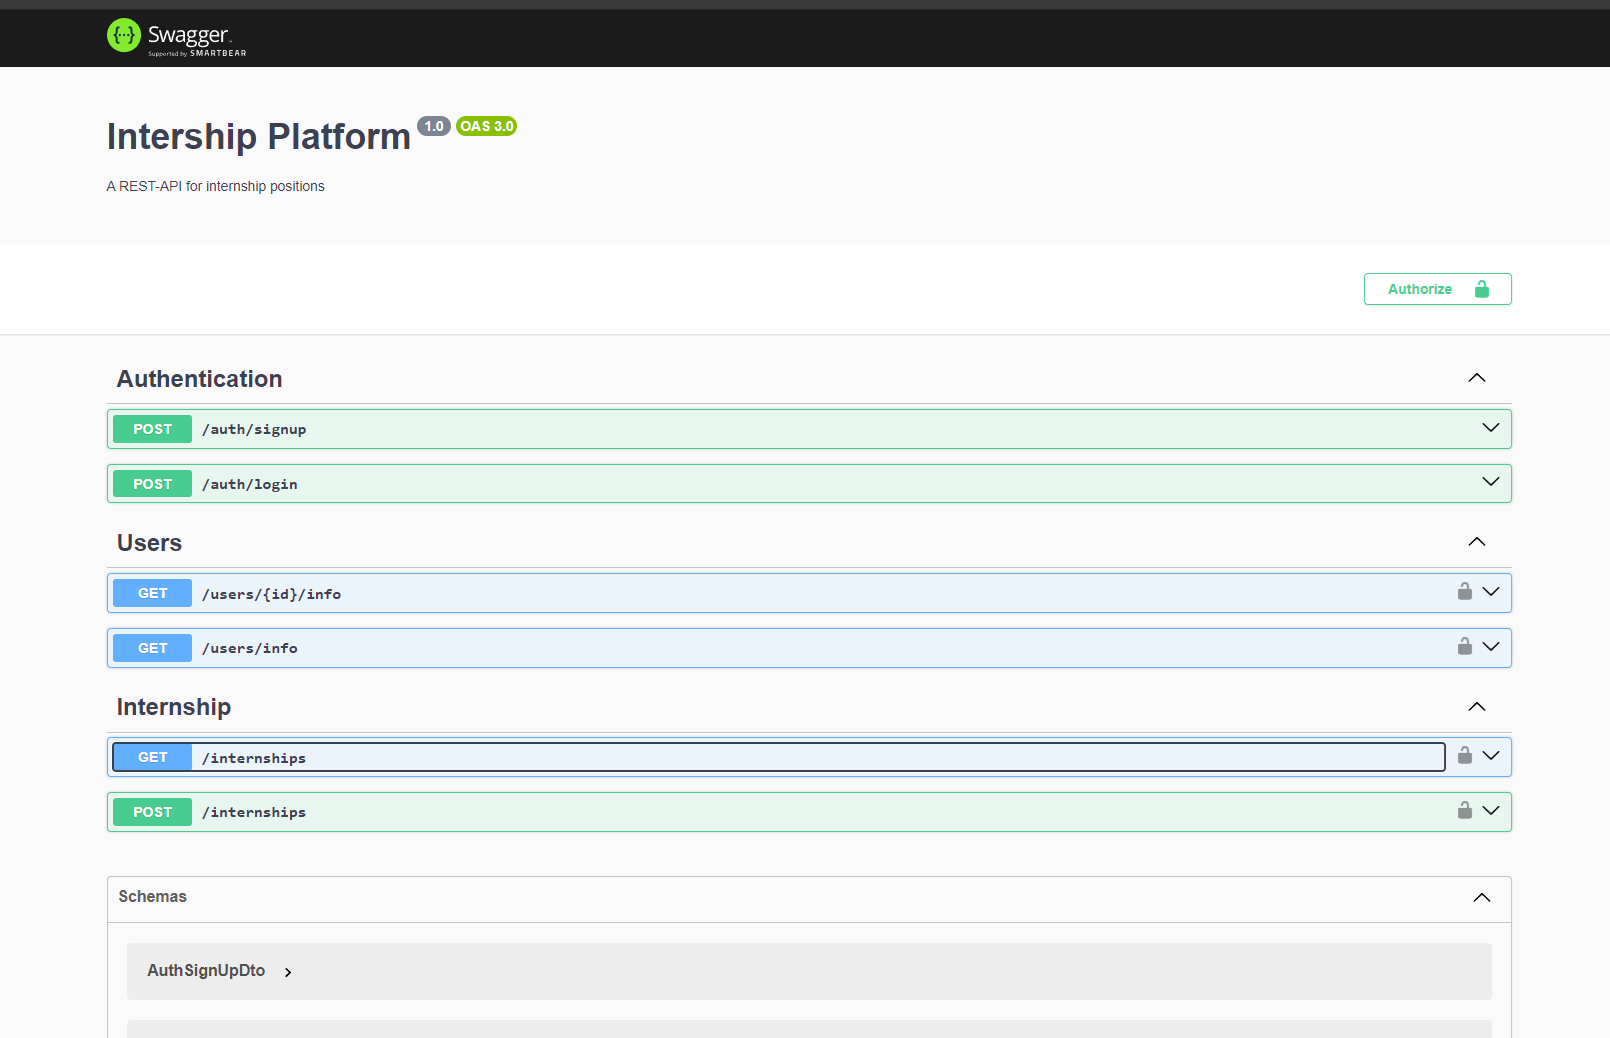 Swagger
Supported by SMARTBEAR
Intership Platform 1.0 OAS 3.0
A REST-API for internship positions
Authorize
Authentication
POST /auth/signup
POST /auth/login
Users
GET /users/{id}/info
GET /users/info
Internship
GET /internships
POST /internships
Schemas
AuthSignUpDto